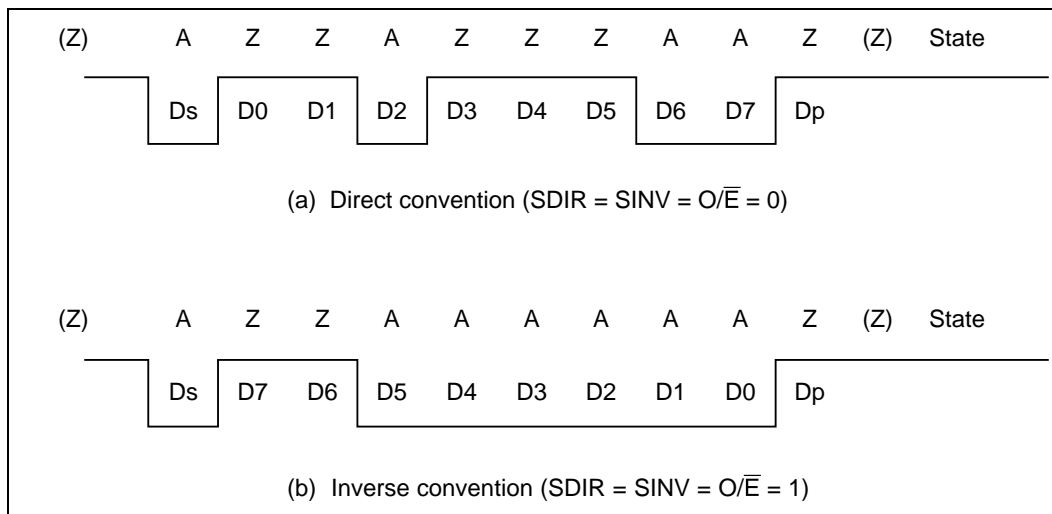 (Z) A Z Z A Z Z Z A A Z (Z) State
Ds D0 D1 D2 D3 D4 D5 D6 D7 Dp
(a) Direct convention (SDIR = SINV = O/E̅ = 0)
(Z) A Z Z A A A A A A Z (Z) State
Ds D7 D6 D5 D4 D3 D2 D1 D0 Dp
(b) Inverse convention (SDIR = SINV = O/E̅ = 1)